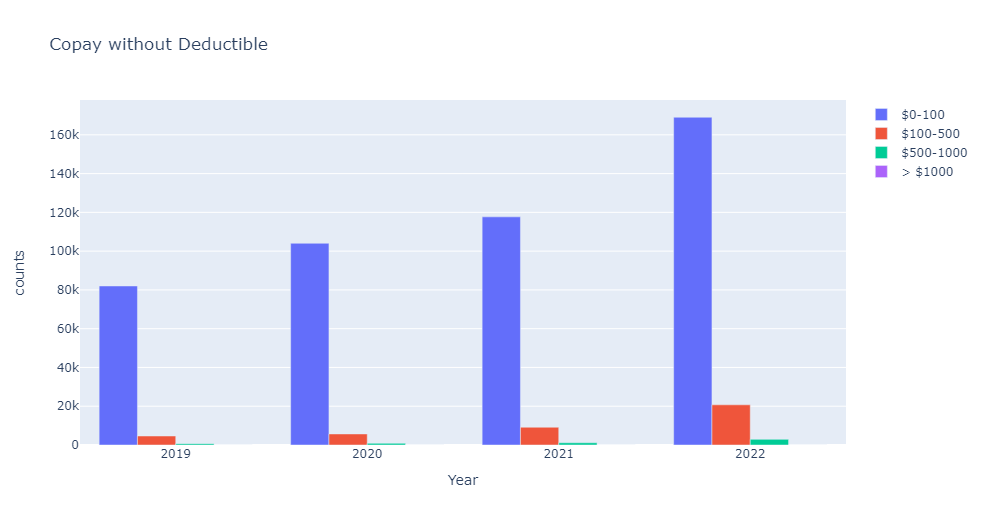 Copay without Deductible
160k
140k
120k
100k
80k
60k
40k
20k
0
counts
2019
2020
2021
2022
Year
$0-100
$100-500
$500-1000
> $1000